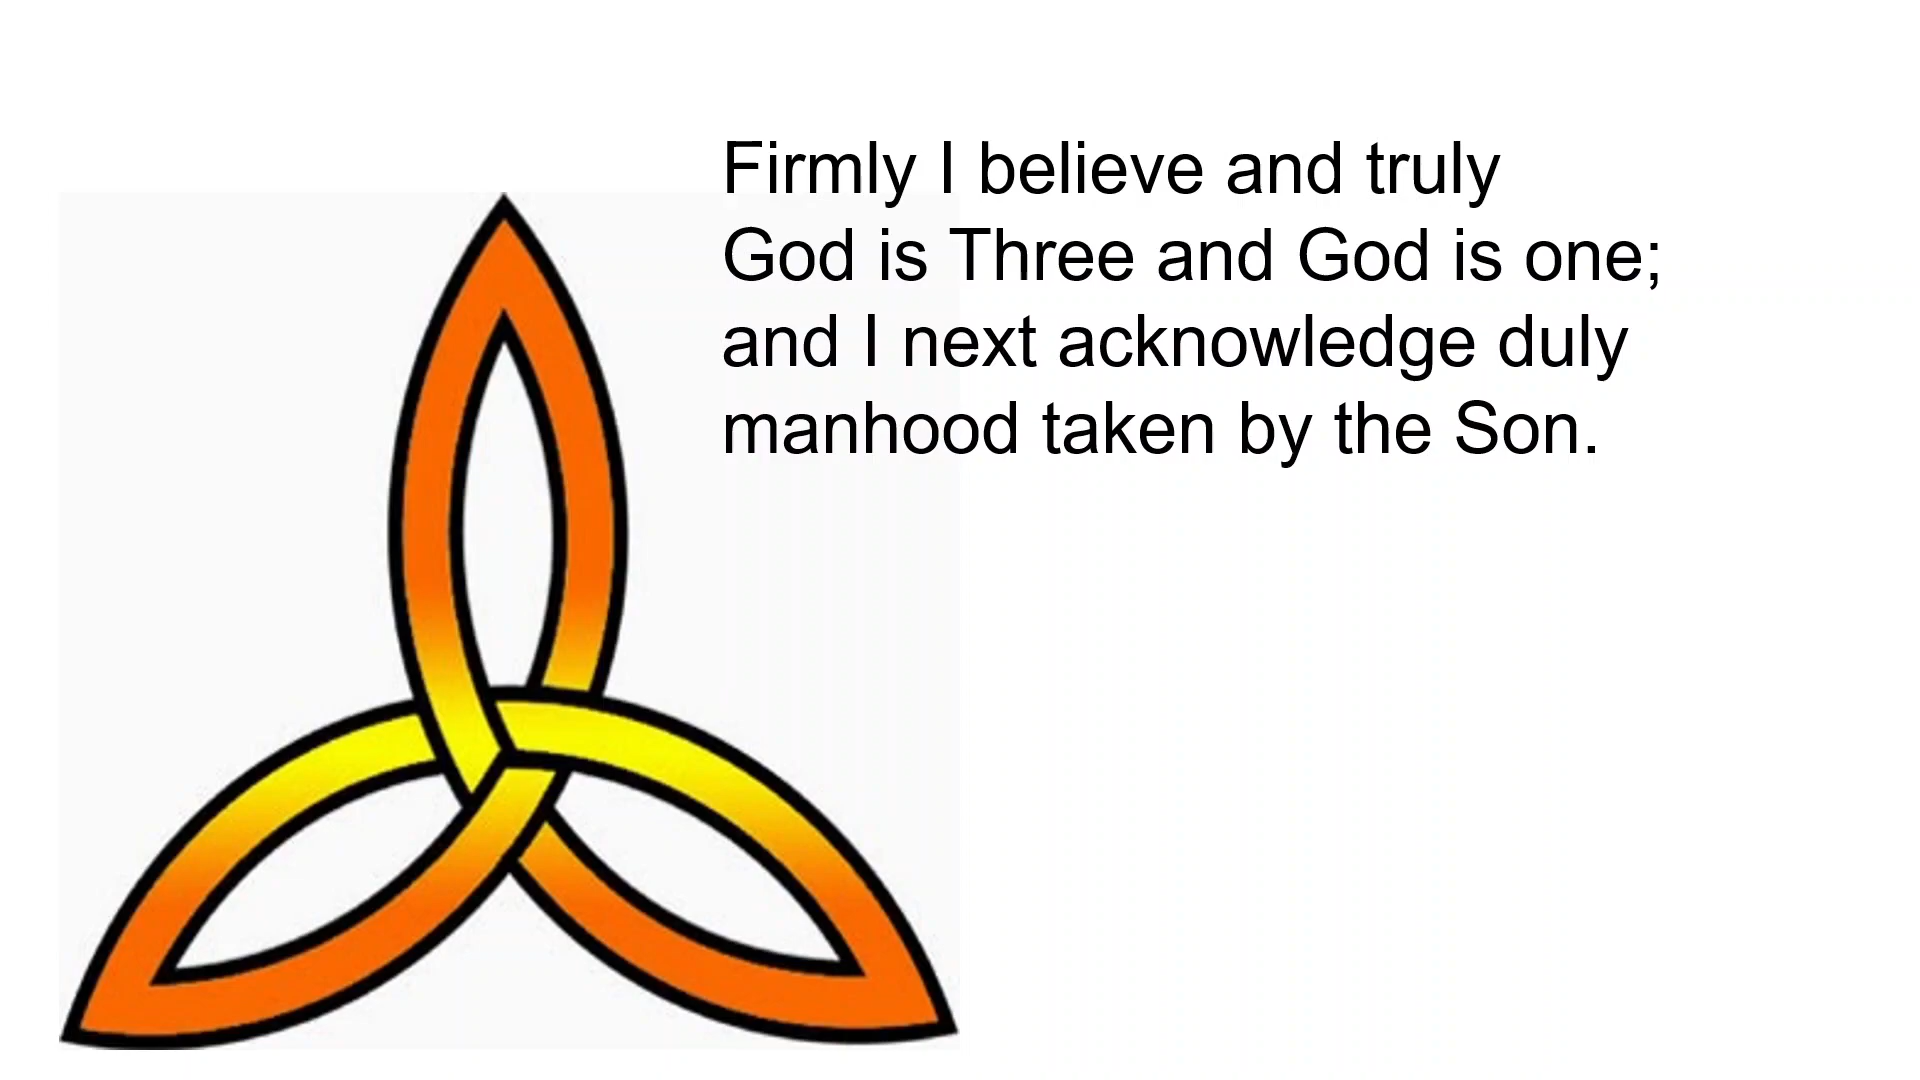 Firmly I believe and truly
God is Three and God is one;
and I next acknowledge duly
manhood taken by the Son.